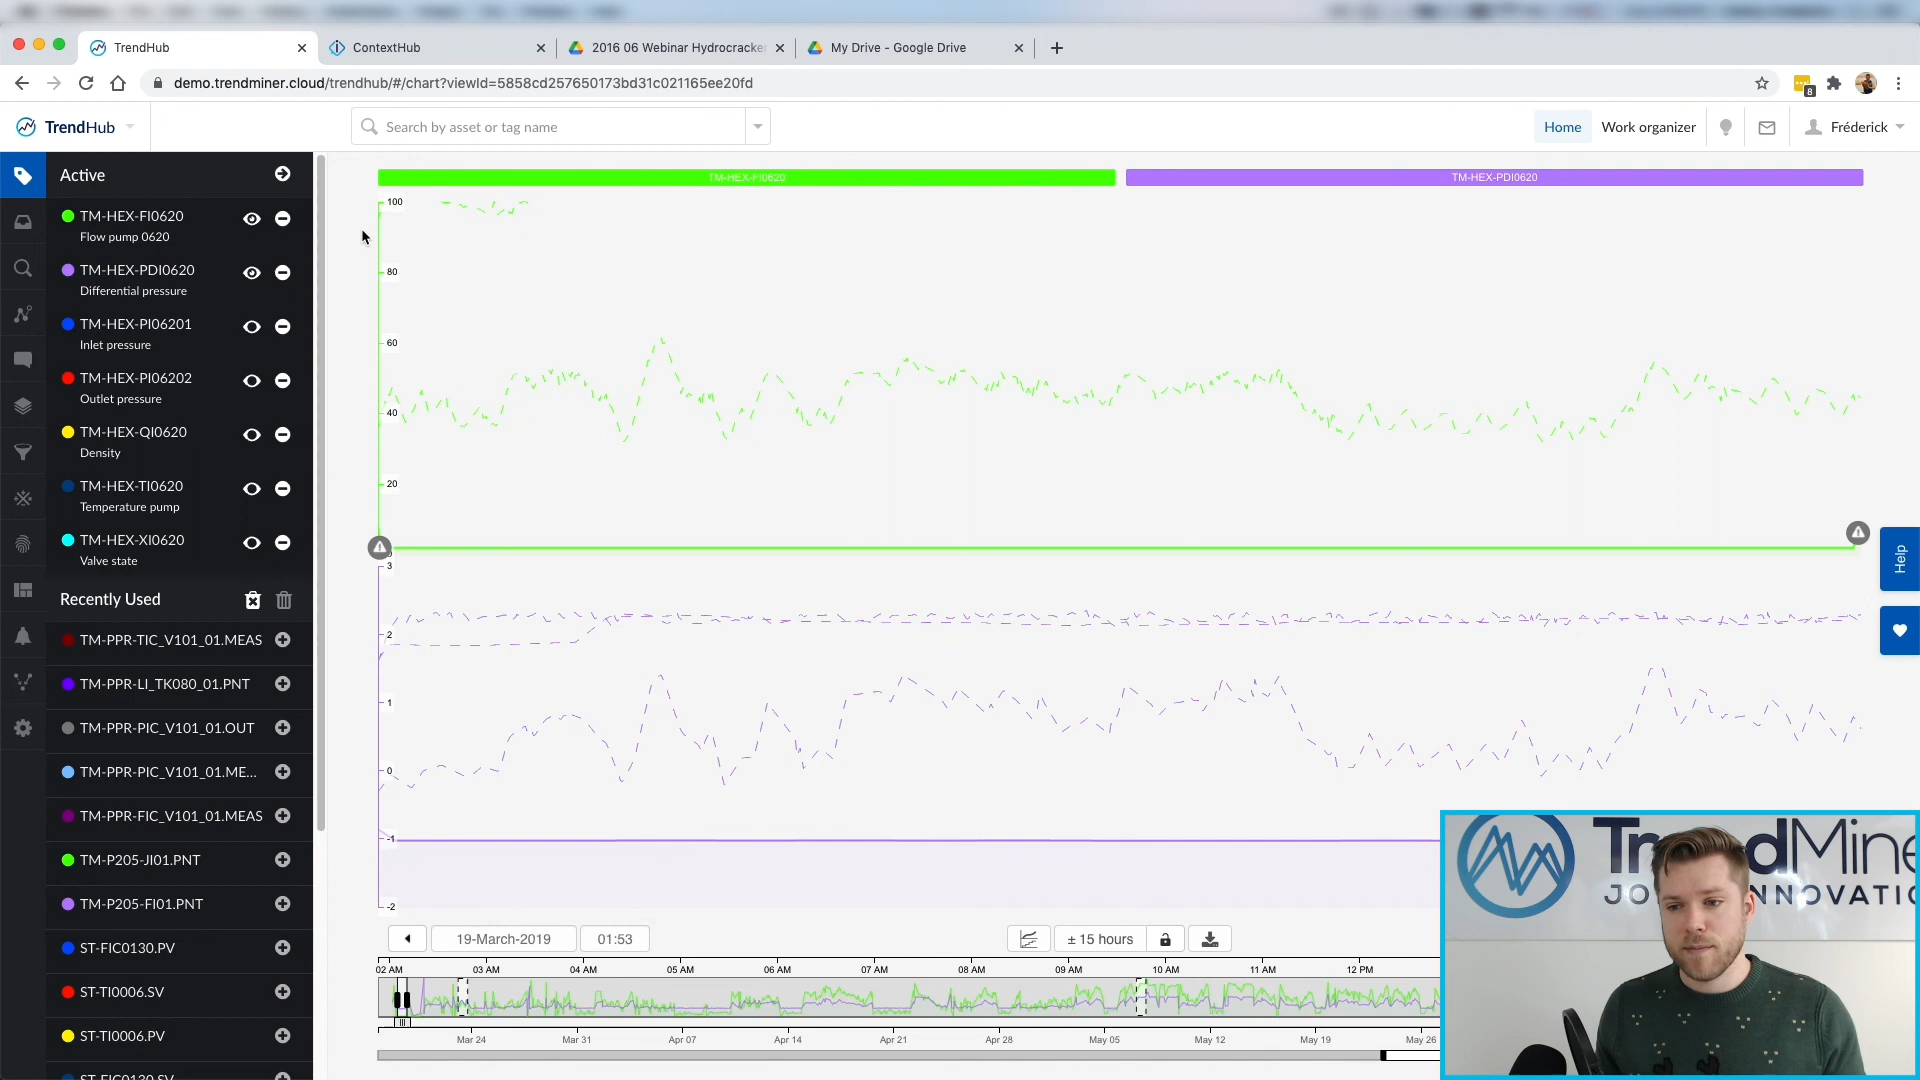 TrendHub
ContextHub
2016 06 Webinar Hydrocracker
My Drive - Google Drive
demo.trendminer.cloud/trendhub/#/chart?viewId=5858cd257650173bd31c021165ee20fd
8
TrendHub
Search by asset or tag name
Home
Work organizer
Fréderick
Active
TM-HEX-FI0620
Flow pump 0620
TM-HEX-PDI0620
Differential pressure
TM-HEX-PI06201
Inlet pressure
TM-HEX-PI06202
Outlet pressure
TM-HEX-QI0620
Density
TM-HEX-TI0620
Temperature pump
TM-HEX-XI0620
Valve state
Recently Used
TM-PPR-TIC_V101_01.MEAS
TM-PPR-LI_TK080_01.PNT
TM-PPR-PIC_V101_01.OUT
TM-PPR-PIC_V101_01.ME...
TM-PPR-FIC_V101_01.MEAS
TM-P205-JI01.PNT
TM-P205-FI01.PNT
ST-FIC0130.PV
ST-TI0006.SV
ST-TI0006.PV
ST-FIC0130.SV
TM-HEX-FI0620
TM-HEX-PDI0620
100
80
60
40
20
3
2
1
0
-1
-2
Help
19-March-2019
01:53
± 15 hours
02 AM
03 AM
04 AM
05 AM
06 AM
07 AM
08 AM
09 AM
10 AM
11 AM
12 PM
Mar 24
Mar 31
Apr 07
Apr 14
Apr 21
Apr 28
May 05
May 12
May 19
May 26